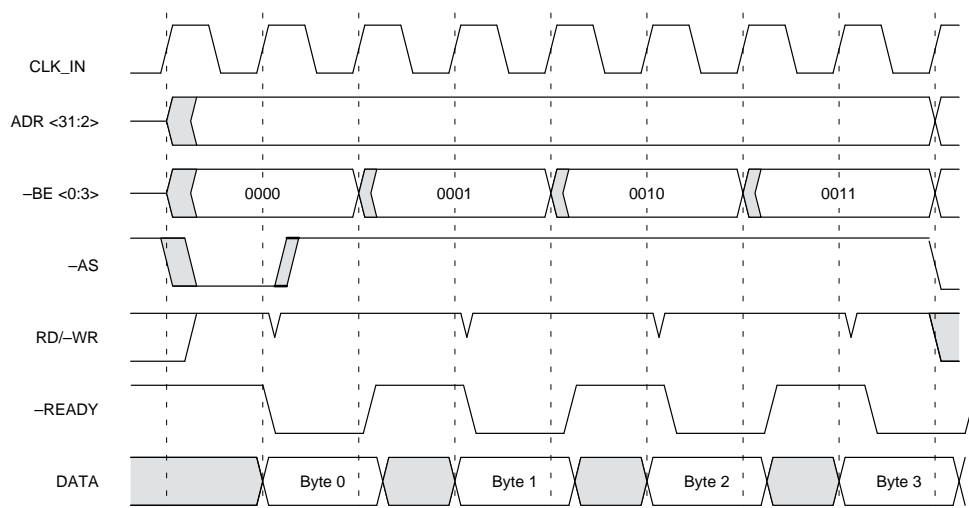 CLK_IN
ADR <31:2>
–BE <0:3> 0000 0001 0010 0011
–AS
RD/–WR
–READY
DATA Byte 0 Byte 1 Byte 2 Byte 3